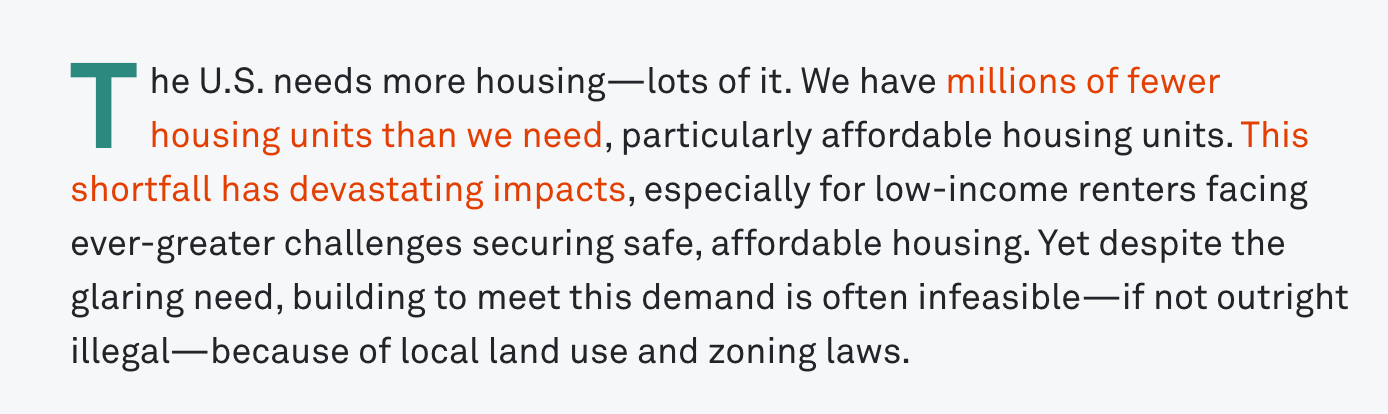 The U.S. needs more housing—lots of it. We have millions of fewer
housing units than we need, particularly affordable housing units. This
shortfall has devastating impacts, especially for low-income renters facing
ever-greater challenges securing safe, affordable housing. Yet despite the
glaring need, building to meet this demand is often infeasible—if not outright
illegal—because of local land use and zoning laws.